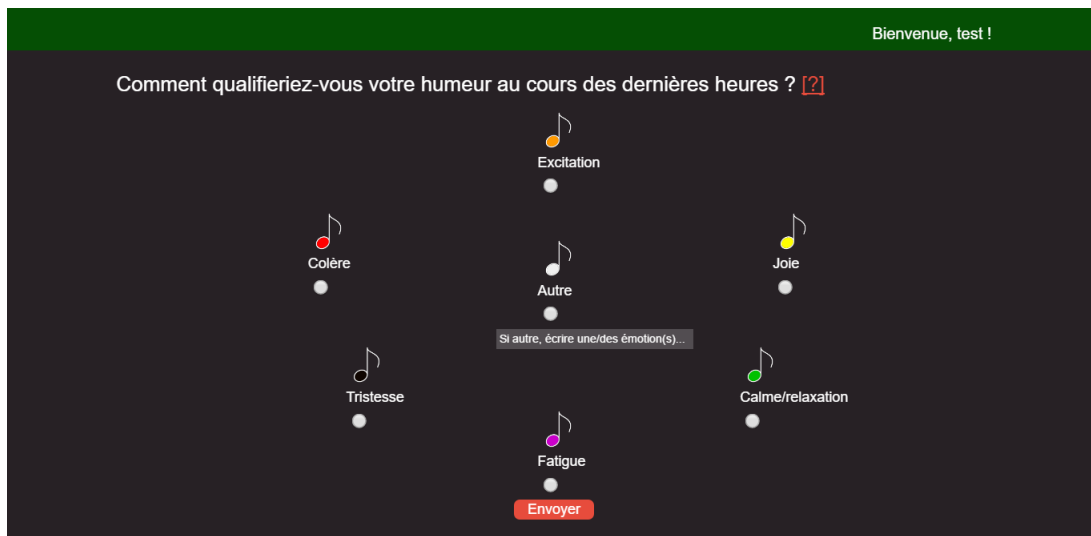 Bienvenue, test !
Comment qualifieriez-vous votre humeur au cours des dernières heures ? [?]
Excitation
Colère
Joie
Autre
Si autre, écrire une/des émotion(s)...
Tristesse
Calme/relaxation
Fatigue
Envoyer